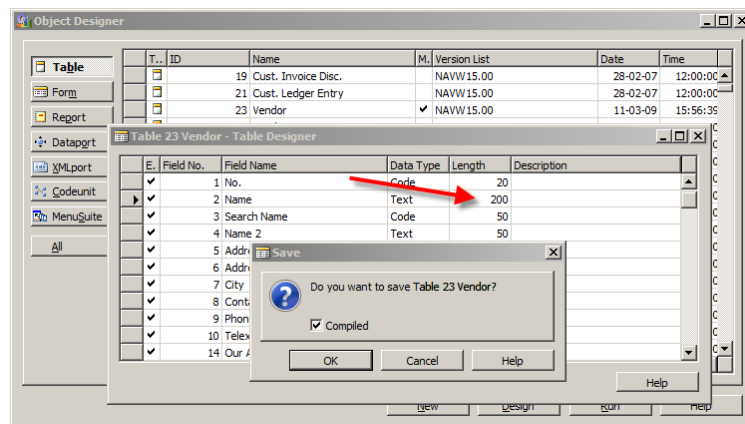 Object Designer
T.. ID Name M. Version List Date Time
Table
19 Cust. Invoice Disc. NAVW15.00 28-02-07 12:00:00
Form
21 Cust. Ledger Entry NAVW15.00 28-02-07 12:00:00
23 Vendor NAVW15.00 11-03-09 15:56:39
Report
Dataport
XMLport
Codeunit
MenuSuite
All
Table 23 Vendor - Table Designer
E. Field No. Field Name Data Type Length Description
1 No. Code 20
2 Name Text 200
3 Search Name Code 50
4 Name 2 Text 50
5 Addr
6 Addr
7 City
8 Cont
9 Phon
10 Telex
14 Our
Save
Do you want to save Table 23 Vendor?
Compiled
OK Cancel Help
Help
New Design Run Help